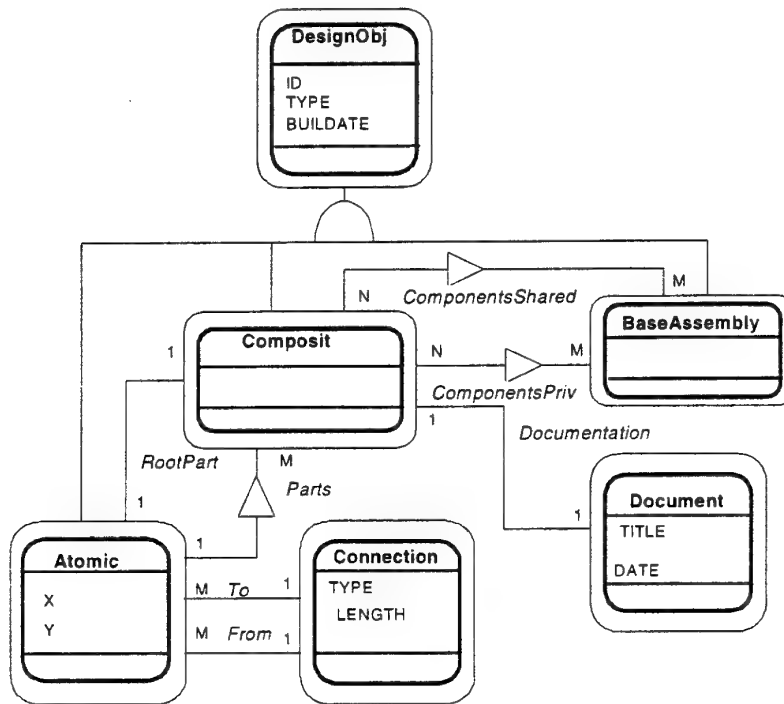 DesignObj
ID
TYPE
BUILDATE
N
ComponentsShared
M
BaseAssembly
1
Composit
N
M
ComponentsPriv
1
Documentation
RootPart
M
Parts
1
1
1
Document
TITLE
DATE
Atomic
X
Y
M To 1
M From 1
Connection
TYPE
LENGTH